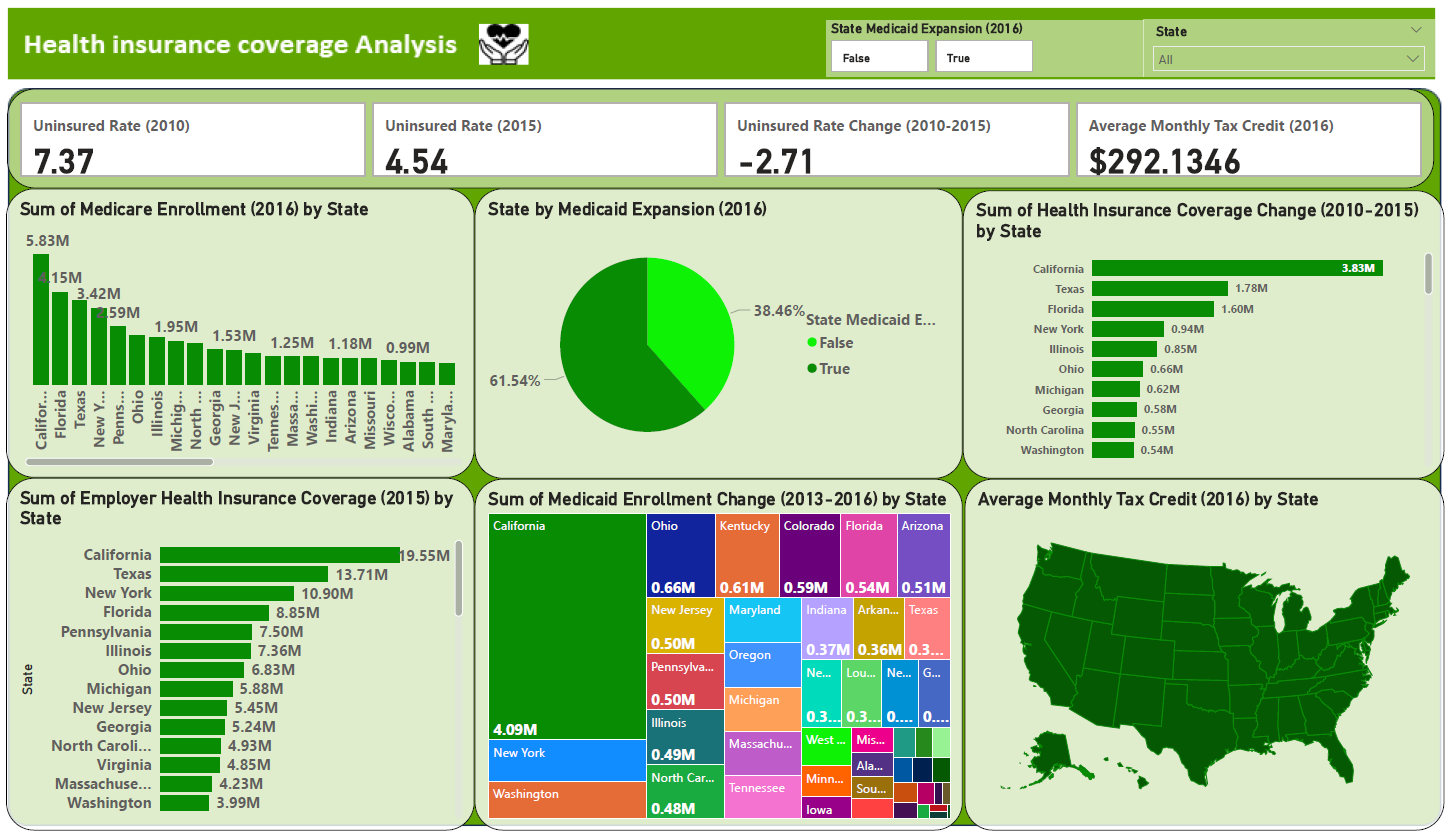 Health insurance coverage Analysis
State Medicaid Expansion (2016)
False
True
State
All
Uninsured Rate (2010)
7.37
Uninsured Rate (2015)
4.54
Uninsured Rate Change (2010-2015)
-2.71
Average Monthly Tax Credit (2016)
$292.1346
Sum of Medicare Enrollment (2016) by State
5.83M
4.15M
3.42M
2.59M
1.95M
1.53M
1.25M
1.18M
0.99M
Califor...
Florida
Texas
New Y...
Penns...
Ohio
Illinois
Michig...
North ...
Georgia
New J...
Virginia
Tennes...
Massa...
Washi...
Indiana
Arizona
Missouri
Wisco...
Alabama
South ...
Maryla...
State by Medicaid Expansion (2016)
38.46%
61.54%
State Medicaid E...
False
True
Sum of Health Insurance Coverage Change (2010-2015)
by State
California 3.83M
Texas 1.78M
Florida 1.60M
New York 0.94M
Illinois 0.85M
Ohio 0.66M
Michigan 0.62M
Georgia 0.58M
North Carolina 0.55M
Washington 0.54M
Sum of Employer Health Insurance Coverage (2015) by
State
State
California 19.55M
Texas 13.71M
New York 10.90M
Florida 8.85M
Pennsylvania 7.50M
Illinois 7.36M
Ohio 6.83M
Michigan 5.88M
New Jersey 5.45M
Georgia 5.24M
North Caroli... 4.93M
Virginia 4.85M
Massachuse... 4.23M
Washington 3.99M
Sum of Medicaid Enrollment Change (2013-2016) by State
California
4.09M
New York
Washington
Ohio
0.66M
Kentucky
0.61M
Colorado
0.59M
Florida
0.54M
Arizona
0.51M
New Jersey
0.50M
Pennsylva...
0.50M
Illinois
0.49M
North Car...
0.48M
Maryland
Oregon
Michigan
Massachu...
Tennessee
Indiana
0.37M
Arkan...
0.36M
Texas
0.3...
Ne...
0.3...
Lou...
0.3...
Ne...
0....
G...
0....
West ...
Minn...
Iowa
Mis...
Ala...
Sou...
Average Monthly Tax Credit (2016) by State